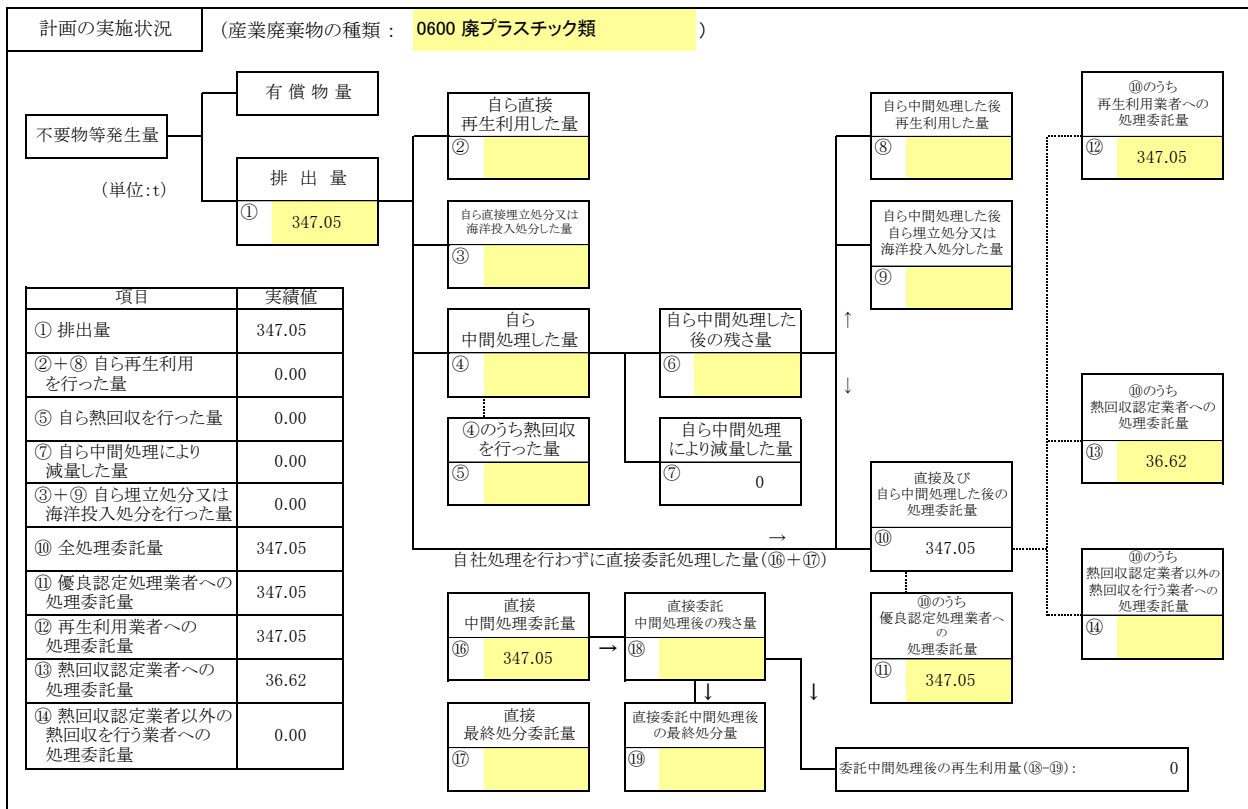 計画の実施状況
(産業廃棄物の種類： 0600 廃プラスチック類 )
有償物量
不要物等発生量
(単位:t)
排出量
①
347.05
自ら直接
再生利用した量
②
自ら直接埋立処分又は
海洋投入処分した量
③
自ら
中間処理した量
④
④のうち熱回収
を行った量
⑤
自ら中間処理した
後の残さ量
⑥
自ら中間処理
により減量した量
⑦
0
自ら中間処理した後
再生利用した量
⑧
自ら中間処理した後
自ら埋立処分又は
海洋投入処分した量
⑨
↑
↓
⑩のうち
再生利用業者への
処理委託量
⑫
347.05
⑩のうち
熱回収認定業者への
処理委託量
⑬
36.62
直接及び
自ら中間処理した後の
処理委託量
⑩
347.05
⑩のうち
熱回収認定業者以外の
熱回収を行う業者への
処理委託量
⑭
→
自社処理を行わずに直接委託処理した量(⑯＋⑰)
直接
中間処理委託量
⑯
347.05
→
直接委託
中間処理後の残さ量
⑱
↓
↓
⑩のうち
優良認定処理業者へ
の
処理委託量
⑪
347.05
直接
最終処分委託量
⑰
直接委託中間処理後
の最終処分量
⑲
委託中間処理後の再生利用量(⑱-⑲)： 0
項目 実績値
① 排出量 347.05
②＋⑧ 自ら再生利用
を行った量 0.00
⑤ 自ら熱回収を行った量 0.00
⑦ 自ら中間処理により
減量した量 0.00
③＋⑨ 自ら埋立処分又は
海洋投入処分を行った量 0.00
⑩ 全処理委託量 347.05
⑪ 優良認定処理業者への
処理委託量 347.05
⑫ 再生利用業者への
処理委託量 347.05
⑬ 熱回収認定業者への
処理委託量 36.62
⑭ 熱回収認定業者以外の
熱回収を行う業者への
処理委託量 0.00